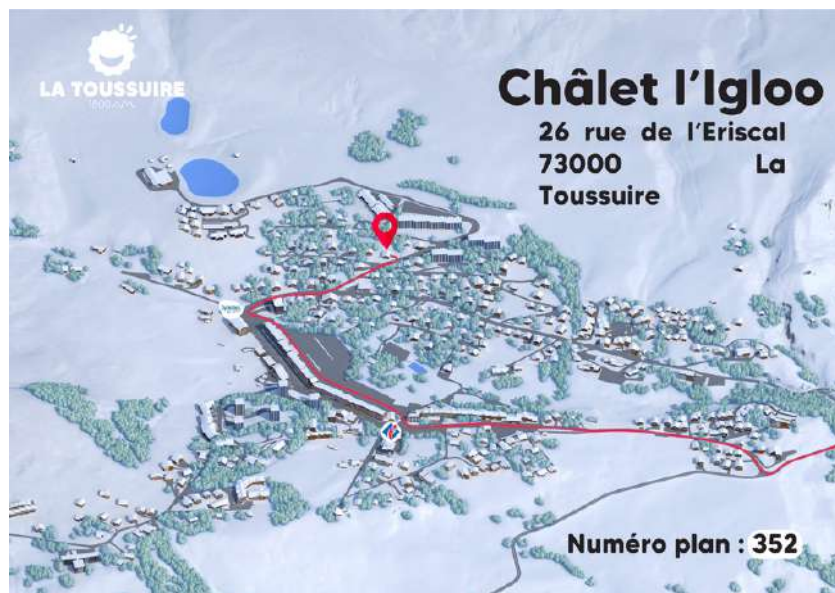 LA TOUSSUIRE
Châlet l'Igloo
26 rue de l'Eriscal
73000 La
Toussuire
Numéro plan : 352